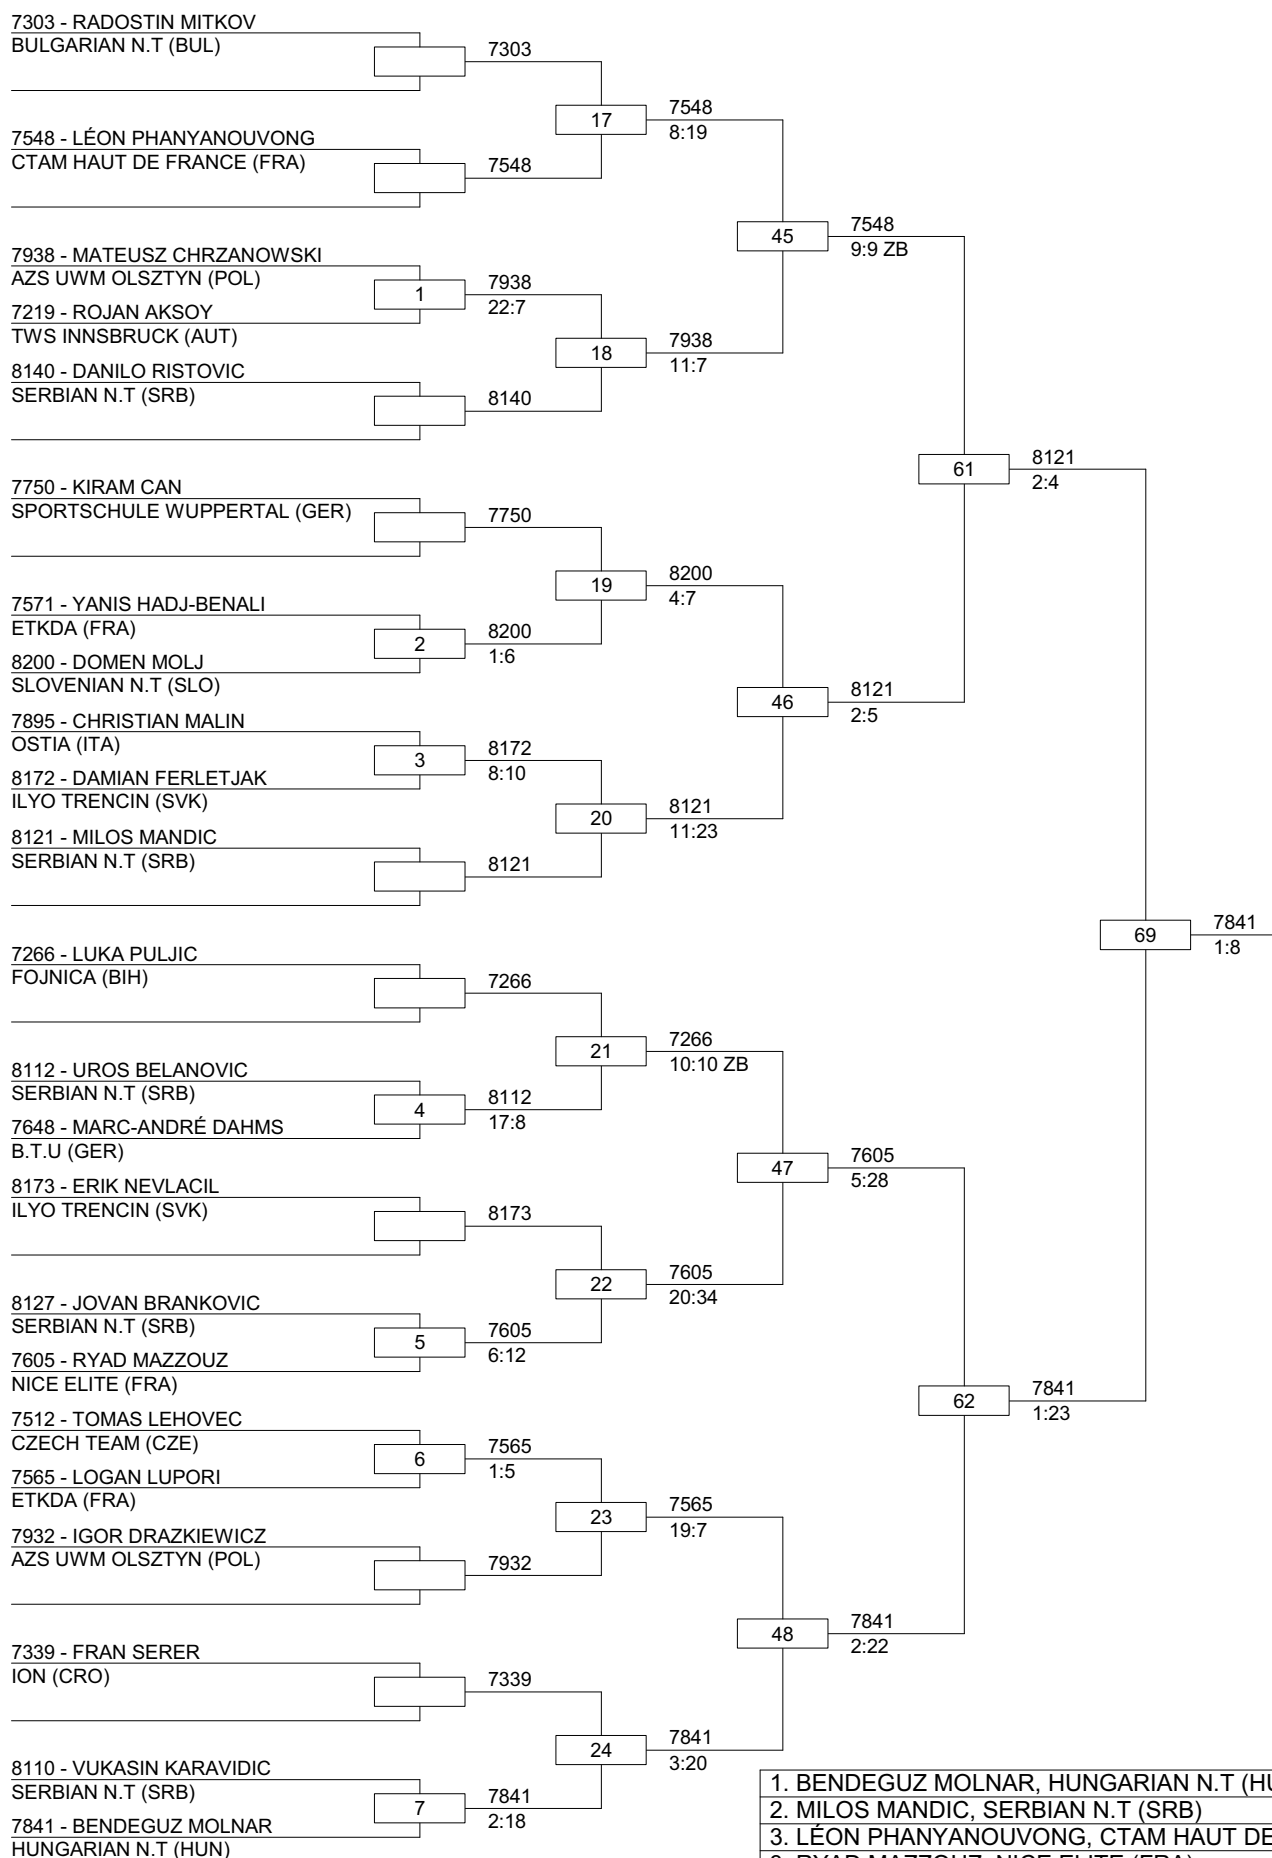 7303 - RADOSTIN MITKOV
BULGARIAN N.T (BUL)
7303
17
7548
8:19
7548 - LÉON PHANYANOUVONG
CTAM HAUT DE FRANCE (FRA)
7548
45
7548
9:9 ZB
7938 - MATEUSZ CHRZANOWSKI
AZS UWM OLSZTYN (POL)
1
7938
22:7
7219 - ROJAN AKSOY
TWS INNSBRUCK (AUT)
18
7938
11:7
8140 - DANILO RISTOVIC
SERBIAN N.T (SRB)
8140
61
8121
2:4
7750 - KIRAM CAN
SPORTSCHULE WUPPERTAL (GER)
7750
19
8200
4:7
7571 - YANIS HADJ-BENALI
ETKDA (FRA)
2
8200
1:6
8200 - DOMEN MOLJ
SLOVENIAN N.T (SLO)
46
8121
2:5
7895 - CHRISTIAN MALIN
OSTIA (ITA)
3
8172
8:10
8172 - DAMIAN FERLETJAK
ILYO TRENCIN (SVK)
20
8121
11:23
8121 - MILOS MANDIC
SERBIAN N.T (SRB)
8121
69
7841
1:8
7266 - LUKA PULJIC
FOJNICA (BIH)
7266
21
7266
10:10 ZB
8112 - UROS BELANOVIC
SERBIAN N.T (SRB)
4
8112
17:8
7648 - MARC-ANDRÉ DAHMS
B.T.U (GER)
47
7605
5:28
8173 - ERIK NEVLACIL
ILYO TRENCIN (SVK)
8173
22
7605
20:34
8127 - JOVAN BRANKOVIC
SERBIAN N.T (SRB)
5
7605
6:12
7605 - RYAD MAZZOUZ
NICE ELITE (FRA)
62
7841
1:23
7512 - TOMAS LEHOVEC
CZECH TEAM (CZE)
6
7565
1:5
7565 - LOGAN LUPORI
ETKDA (FRA)
23
7565
19:7
7932 - IGOR DRAZKIEWICZ
AZS UWM OLSZTYN (POL)
7932
48
7841
2:22
7339 - FRAN SERER
ION (CRO)
7339
24
7841
3:20
8110 - VUKASIN KARAVIDIC
SERBIAN N.T (SRB)
7
7841
2:18
7841 - BENDEGUZ MOLNAR
HUNGARIAN N.T (HUN)
1. BENDEGUZ MOLNAR, HUNGARIAN N.T (HU
2. MILOS MANDIC, SERBIAN N.T (SRB)
3. LÉON PHANYANOUVONG, CTAM HAUT DE
3. RYAD MAZZOUZ, NICE ELITE (FRA)